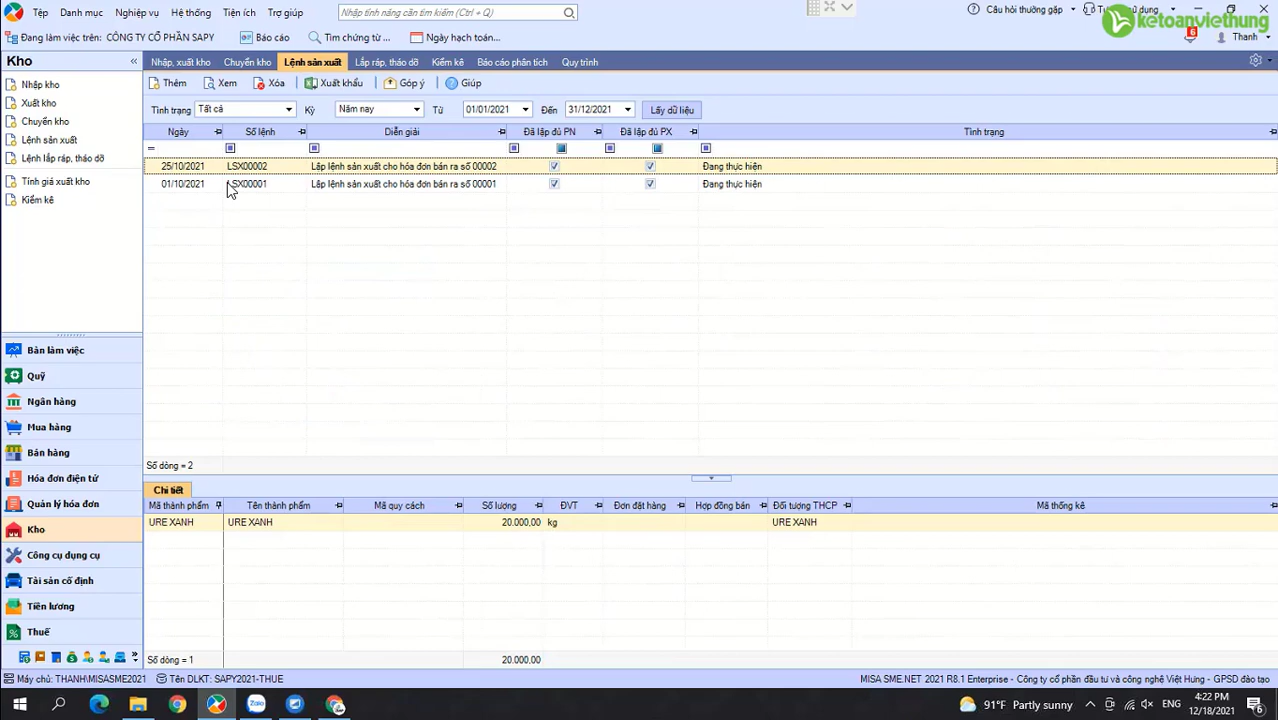 Tệp Danh mục Nghiệp vụ Hệ thống Tiện ích Trợ giúp Nhập tính năng cần tìm kiếm (Ctrl + Q) Câu hỏi thường gặp
ketoanviethung
Đang làm việc trên: CÔNG TY CỔ PHẦN SAPY Báo cáo Tìm chứng từ ... Ngày hạch toán... 6 Thanh
Kho « Nhập, xuất kho Chuyển kho Lệnh sản xuất Lắp ráp, tháo dỡ Kiểm kê Báo cáo phân tích Quy trình
Nhập kho
Xuất kho
Chuyển kho
Lệnh sản xuất
Lệnh lắp ráp, tháo dỡ
Tính giá xuất kho
Kiểm kê
Thêm Xem Xóa Xuất khẩu Góp ý Giúp
Tình trạng Tất cả Kỳ Năm nay Từ 01/01/2021 Đến 31/12/2021 Lấy dữ liệu
Ngày Số lệnh Diễn giải Đã lập đủ PN Đã lập đủ PX Tình trạng
=
25/10/2021 LSX00002 Lập lệnh sản xuất cho hóa đơn bán ra số 00002 Đang thực hiện
01/10/2021 LSX00001 Lập lệnh sản xuất cho hóa đơn bán ra số 00001 Đang thực hiện
Số dòng = 2
Bàn làm việc
Quỹ
Ngân hàng
Mua hàng
Bán hàng
Hóa đơn điện tử
Quản lý hóa đơn
Kho
Công cụ dụng cụ
Tài sản cố định
Tiền lương
Thuế
Chi tiết
Mã thành phẩm Tên thành phẩm Mã quy cách Số lượng ĐVT Đơn đặt hàng Hợp đồng bán Đối tượng THCP Mã thống kê
URE XANH URE XANH 20.000,00 kg URE XANH
Số dòng = 1 20.000,00
Máy chủ: THANH\MISASME2021 Tên DLKT: SAPY2021-THUE MISA SME.NET 2021 R8.1 Enterprise - Công ty cổ phần đầu tư và công nghệ Việt Hưng - GPSD đào tạo
91°F Partly sunny 4:22 PM
12/18/2021 6